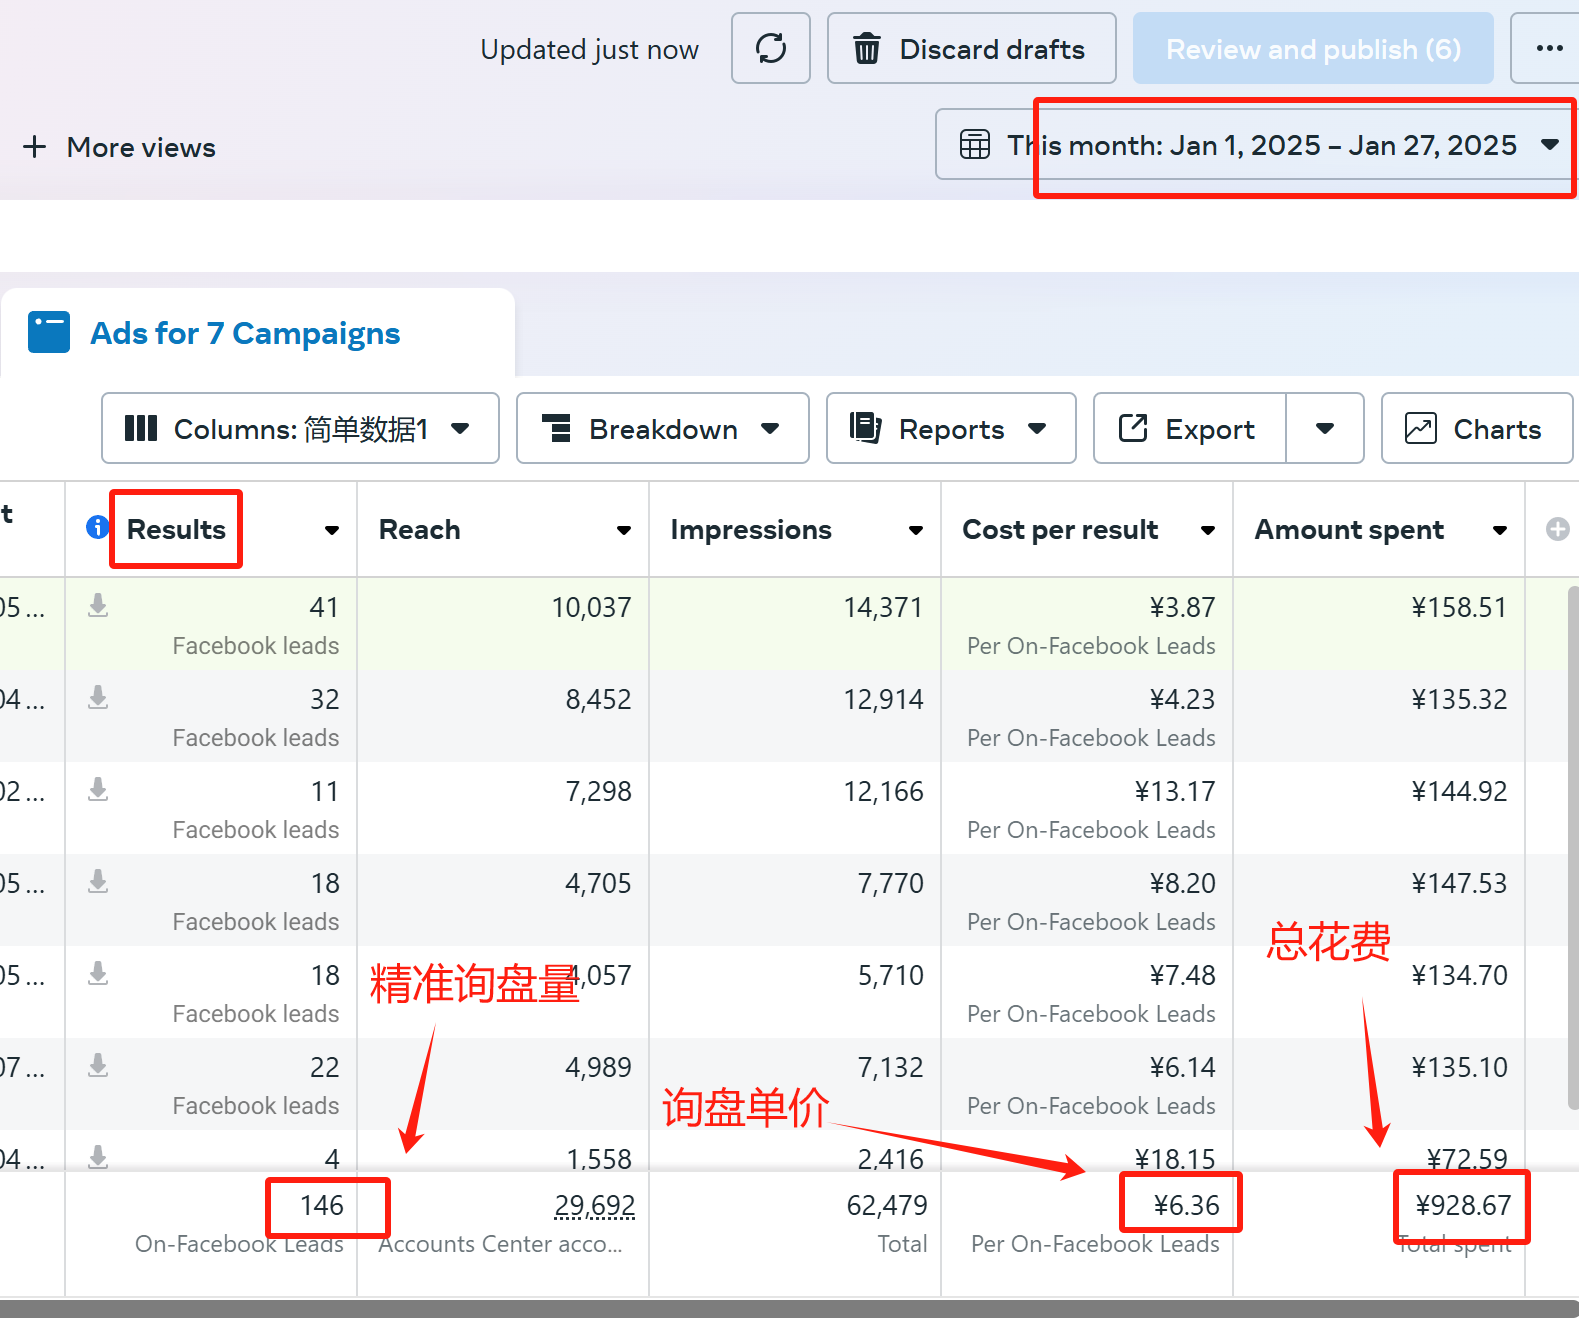 Updated just now
Discard drafts
Review and publish (6)
More views
This month: Jan 1, 2025 – Jan 27, 2025
Ads for 7 Campaigns
Columns: 简单数据1
Breakdown
Reports
Export
Charts
t
Results
Reach
Impressions
Cost per result
Amount spent
05 ...
41
10,037
14,371
¥3.87
¥158.51
Facebook leads
Per On-Facebook Leads
04 ...
32
8,452
12,914
¥4.23
¥135.32
Facebook leads
Per On-Facebook Leads
02 ...
11
7,298
12,166
¥13.17
¥144.92
Facebook leads
Per On-Facebook Leads
05 ...
18
4,705
7,770
¥8.20
¥147.53
Facebook leads
Per On-Facebook Leads
总花费
05 ...
18
精准询盘量
4,057
5,710
¥7.48
¥134.70
Facebook leads
Per On-Facebook Leads
07 ...
22
4,989
7,132
¥6.14
¥135.10
Facebook leads
询盘单价
Per On-Facebook Leads
04 ...
4
1,558
2,416
¥18.15
¥72.59
146
29,692
62,479
¥6.36
¥928.67
On-Facebook Leads
Accounts Center acco...
Total
Per On-Facebook Leads
Total spent